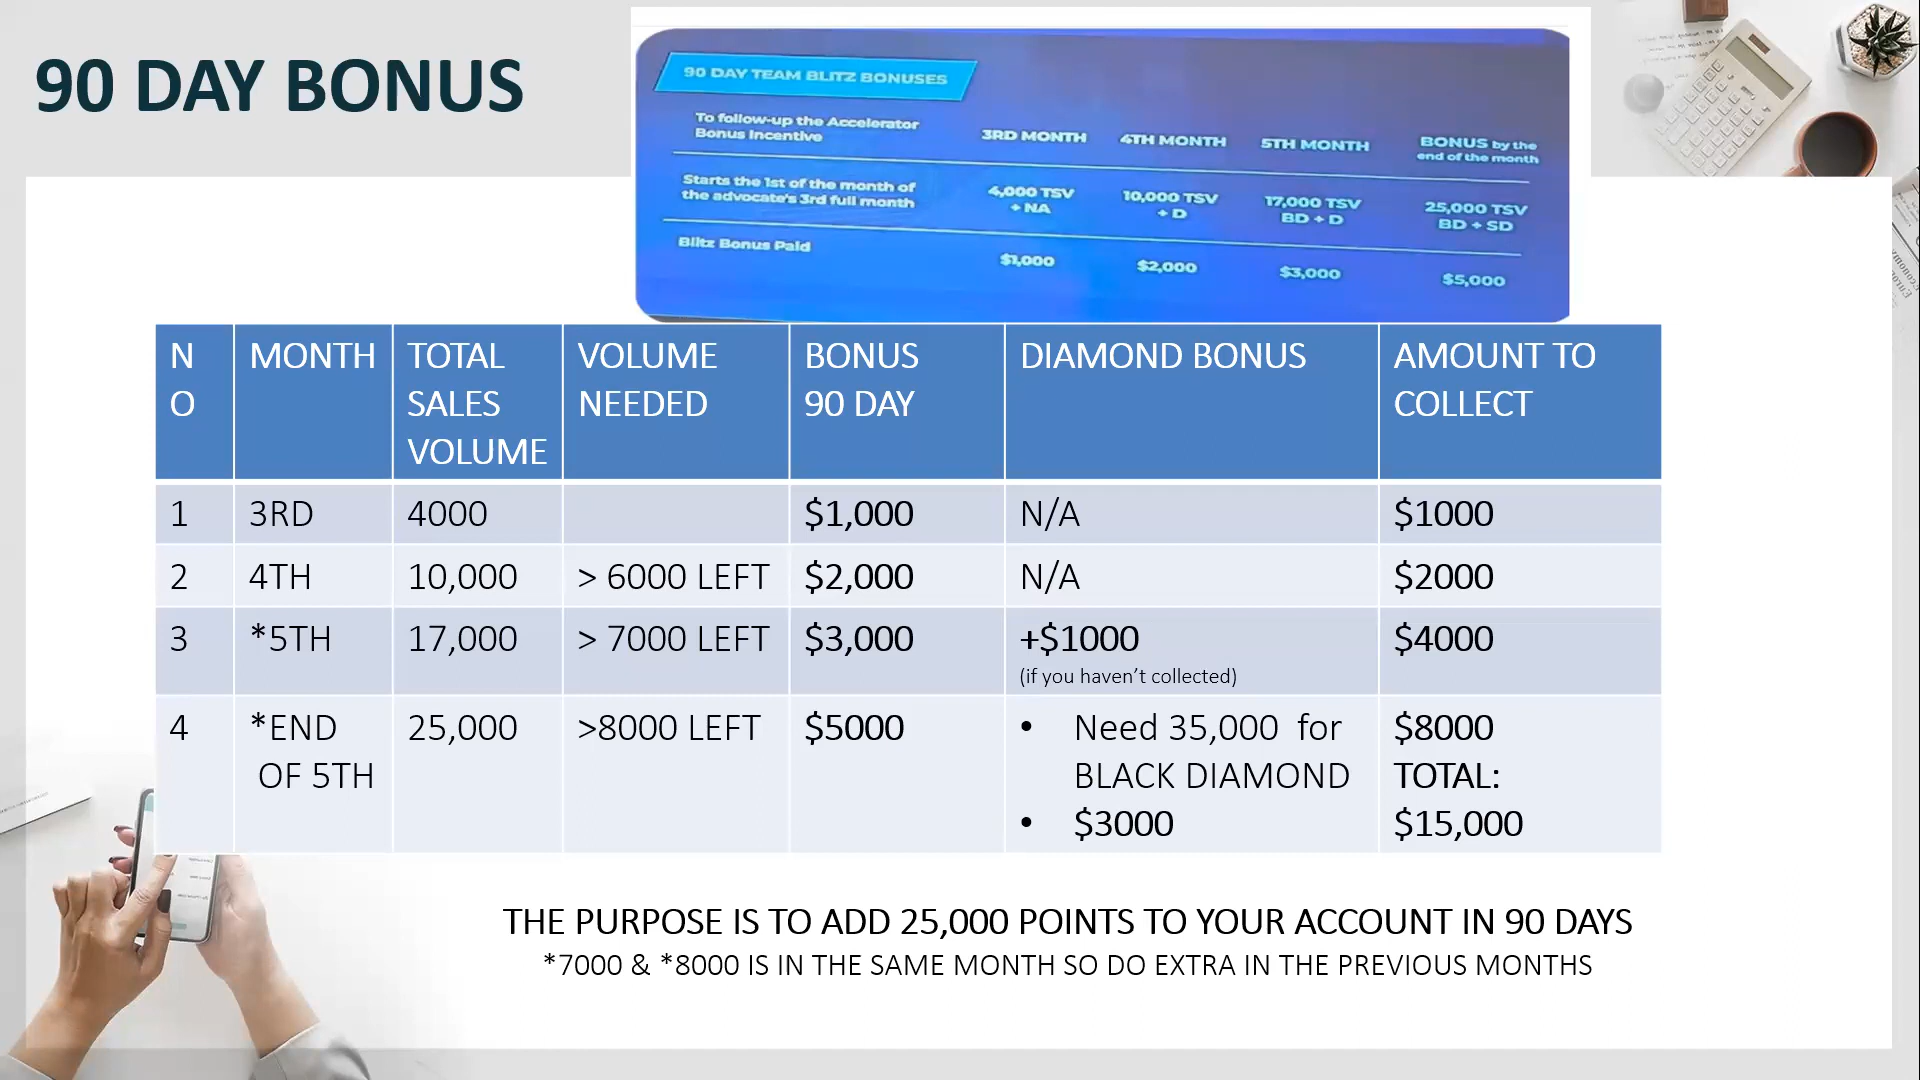 90 DAY BONUS
90 DAY TEAM BLITZ BONUSES
To follow-up the Accelerator
Bonus Incentive
3RD MONTH
4TH MONTH
5TH MONTH
BONUS by the
end of the month
Starts the 1st of the month of
the advocate's 3rd full month
4,000 TSV
+ NA
10,000 TSV
+ D
17,000 TSV
BD + D
25,000 TSV
BD + SD
Blitz Bonus Paid
$1,000
$2,000
$3,000
$5,000
N
O
MONTH
TOTAL
SALES
VOLUME
VOLUME
NEEDED
BONUS
90 DAY
DIAMOND BONUS
AMOUNT TO
COLLECT
1
3RD
4000
$1,000
N/A
$1000
2
4TH
10,000
> 6000 LEFT
$2,000
N/A
$2000
3
*5TH
17,000
> 7000 LEFT
$3,000
+$1000
(if you haven't collected)
$4000
4
*END
OF 5TH
25,000
>8000 LEFT
$5000
• Need 35,000 for
BLACK DIAMOND
• $3000
$8000
TOTAL:
$15,000
THE PURPOSE IS TO ADD 25,000 POINTS TO YOUR ACCOUNT IN 90 DAYS
*7000 & *8000 IS IN THE SAME MONTH SO DO EXTRA IN THE PREVIOUS MONTHS